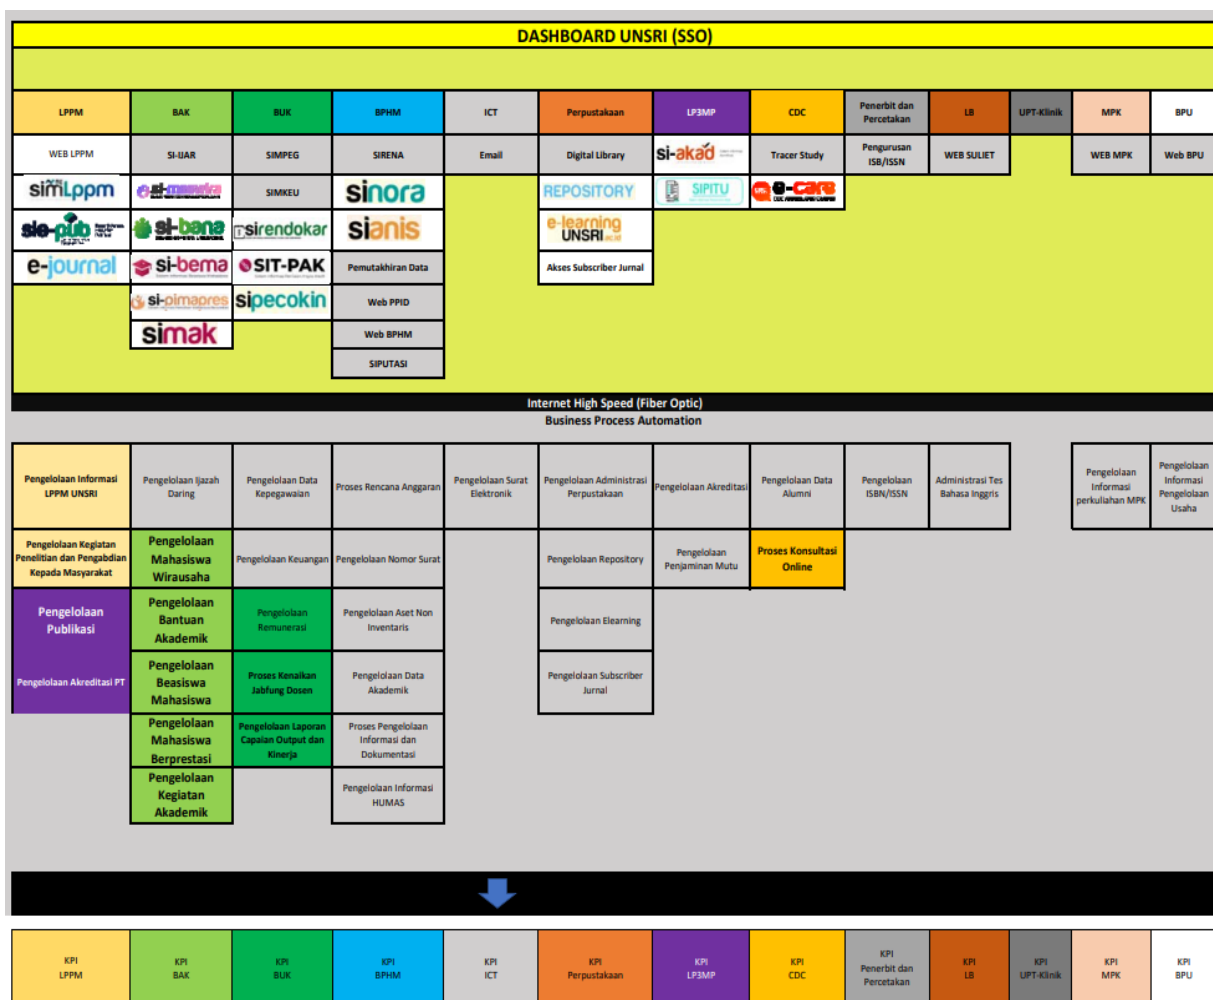 DASHBOARD UNSRI (SSO)
LPPM
BAK
BUK
BPHM
ICT
Perpustakaan
LP3MP
CDC
Penerbit dan
Percetakan
LB
UPT-Klinik
MPK
BPU
WEB LPPM
SI-IJAR
SIMPEG
SIRENA
Email
Digital Library
si-akad
Tracer Study
Pengurusan
ISB/ISSN
WEB SULIET
WEB MPK
Web BPU
simLppm
SIMKEU
sinora
REPOSITORY
SIPITU
e-care
sie-pub
si-bana
sirendokar
sianis
e-learning
UNSRI.ac.id
e-journal
si-bema
SIT-PAK
Pemutakhiran Data
Akses Subscriber Jurnal
si-pimapres
sipecokin
Web PPID
simak
Web BPHM
SIPUTASI
Internet High Speed (Fiber Optic)
Business Process Automation
Pengelolaan Informasi
LPPM UNSRI
Pengelolaan Ijazah
Daring
Pengelolaan Data
Kepegawaian
Proses Rencana Anggaran
Pengelolaan Surat
Elektronik
Pengelolaan Administrasi
Perpustakaan
Pengelolaan Akreditasi
Pengelolaan Data
Alumni
Pengelolaan
ISBN/ISSN
Administrasi Tes
Bahasa Inggris
Pengelolaan
Informasi
perkuliahan MPK
Pengelolaan
Informasi
Pengelolaan
Usaha
Pengelolaan Kegiatan
Penelitian dan Pengabdian
Kepada Masyarakat
Pengelolaan
Mahasiswa
Wirausaha
Pengelolaan Keuangan
Pengelolaan Nomor Surat
Pengelolaan Repository
Pengelolaan
Penjaminan Mutu
Proses Konsultasi
Online
Pengelolaan
Publikasi
Pengelolaan
Bantuan
Akademik
Pengelolaan
Remunerasi
Pengelolaan Aset Non
Inventaris
Pengelolaan Elearning
Pengelolaan Akreditasi PT
Pengelolaan
Beasiswa
Mahasiswa
Proses Kenaikan
Jabfung Dosen
Pengelolaan Data
Akademik
Pengelolaan Subscriber
Jurnal
Pengelolaan
Mahasiswa
Berprestasi
Pengelolaan Laporan
Capaian Output dan
Kinerja
Proses Pengelolaan
Informasi dan
Dokumentasi
Pengelolaan
Kegiatan
Akademik
Pengelolaan Informasi
HUMAS
KPI
LPPM
KPI
BAK
KPI
BUK
KPI
BPHM
KPI
ICT
KPI
Perpustakaan
KPI
LP3MP
KPI
CDC
KPI
Penerbit dan
Percetakan
KPI
LB
KPI
UPT-Klinik
KPI
MPK
KPI
BPU